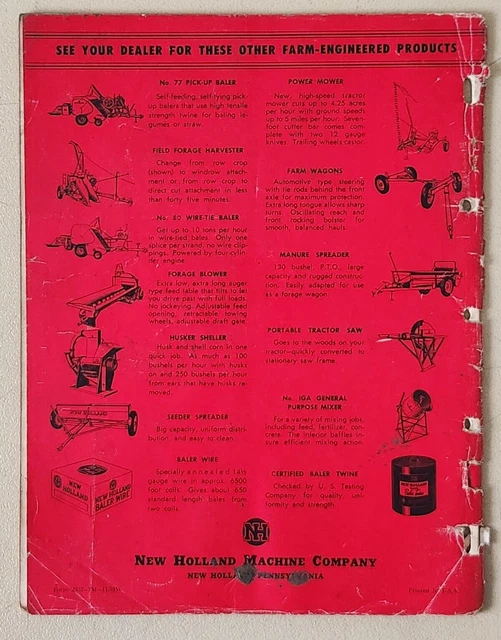 SEE YOUR DEALER FOR THESE OTHER FARM-ENGINEERED PRODUCTS
No. 77 PICK-UP BALER
Self-feeding, self-tying pick-
up balers that use high tensile
strength twine for baling le-
gumes or straw.
FIELD FORAGE HARVESTER
Change from row crop
(shown) to windrow attach-
ment or from row crop to
direct cut attachment in less
than forty five minutes.
No. 80 WIRE-TIE BALER
Get up to 10 tons per hour
in wire-tied bales. Only one
splice per strand, no wire clip-
pings. Powered by four-cylin-
der engine.
FORAGE BLOWER
Extra low, extra long auger
type feed table that lifts to let
you drive past with full loads.
No kneeling. Adjustable feed
opening, retractable towing
wheels, adjustable draft gate.
HUSKER SHELLER
Husk and shell corn in one
quick job. As much as 100
bushels per hour with husks
on and 250 bushels per hour
from ears that have husks re-
moved.
SEEDER SPREADER
Big capacity, uniform distri-
bution, and easy to clean.
BALER WIRE
Specially annealed 14½
gauge wire in approx. 6500
foot coils. Gives about 650
standard length bales from
two coils.
NEW
HOLLAND
NEW HOLLAND
BALER WIRE
POWER MOWER
New, high-speed tractor
mower cuts up to 4.25 acres
per hour with ground speeds
up to 5 miles per hour. Seven-
foot cutter bar comes com-
plete with two 12 gauge
knives. Trailing wheels castor.
FARM WAGONS
Automotive type steering
with tie rods behind the front
axle for maximum protection.
Extra long tongue allows sharp
turns. Oscillating reach and
front rocking bolster for
smooth, balanced hauls.
MANURE SPREADER
130 bushel, P.T.O., large
capacity and rugged construc-
tion. Easily adapted for use
as a forage wagon.
PORTABLE TRACTOR SAW
Goes to the woods on your
tractor—quickly converted to
stationary saw frame.
No. 1GA GENERAL
PURPOSE MIXER
For a variety of mixing jobs,
including feed, fertilizer, con-
crete. The interior baffles in-
sure efficient mixing action.
CERTIFIED BALER TWINE
Checked by U. S. Testing
Company for quality, uni-
formity and strength.
NH
NEW HOLLAND MACHINE COMPANY
NEW HOLLAND, PENNSYLVANIA
Printed in U.S.A.